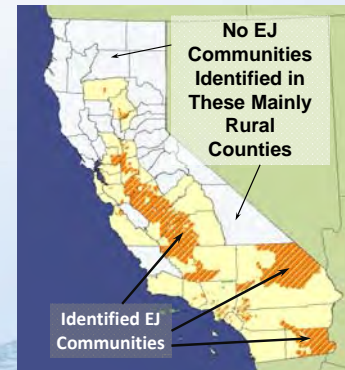 No EJ
Communities
Identified in
These Mainly
Rural
Counties
Identified EJ
Communities